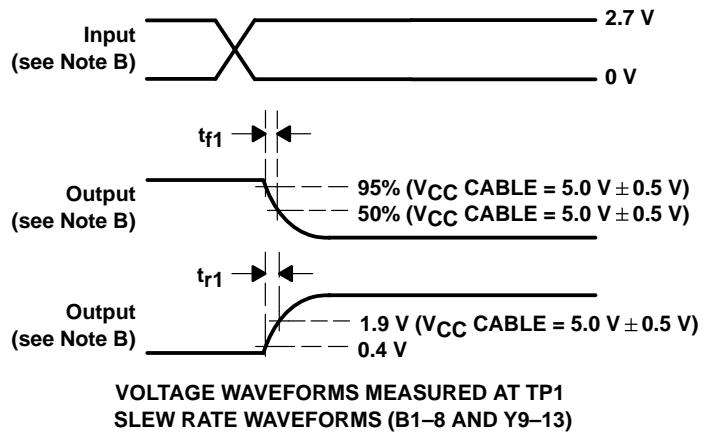 Input
(see Note B)
2.7 V
0 V
tf1
Output
(see Note B)
95% (VCC CABLE = 5.0 V ± 0.5 V)
50% (VCC CABLE = 5.0 V ± 0.5 V)
tr1
Output
(see Note B)
1.9 V (VCC CABLE = 5.0 V ± 0.5 V)
0.4 V
VOLTAGE WAVEFORMS MEASURED AT TP1
SLEW RATE WAVEFORMS (B1–8 AND Y9–13)